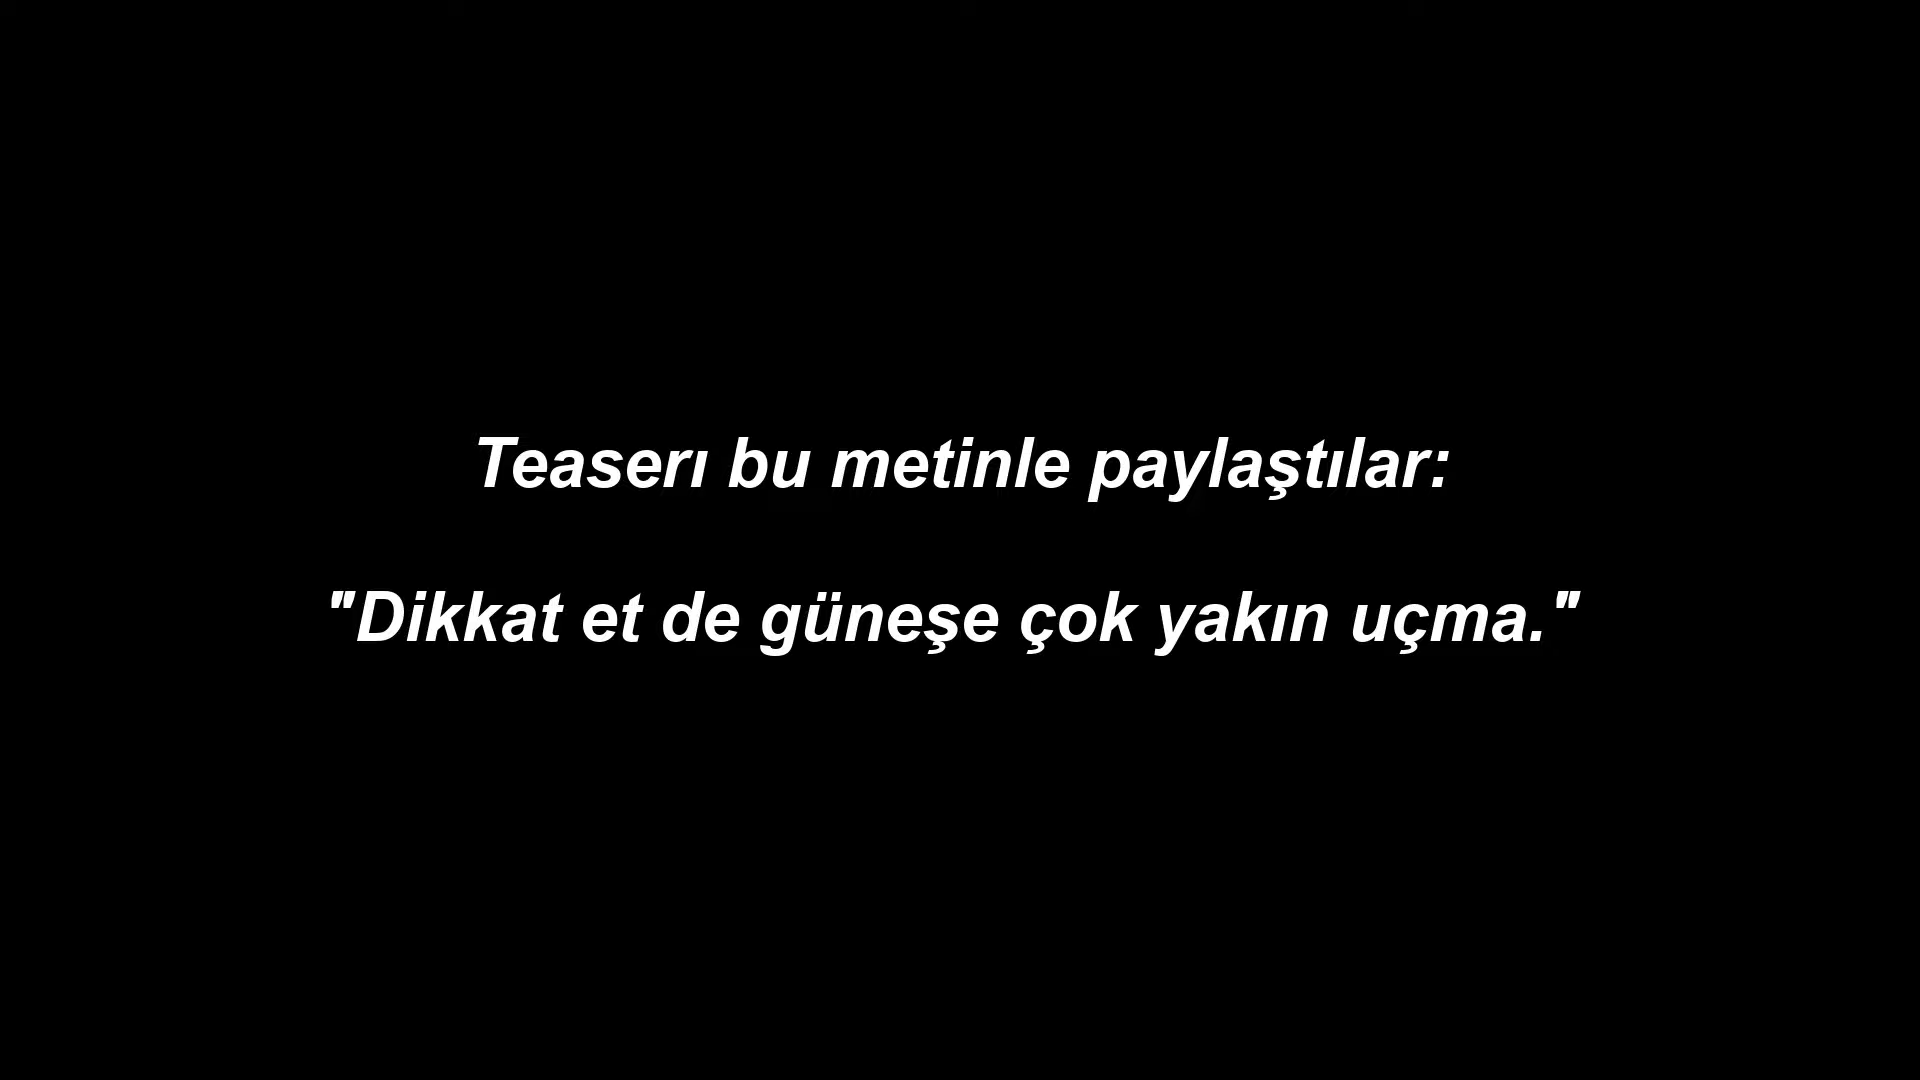 Teaserı bu metinle paylaştılar:
"Dikkat et de güneşe çok yakın uçma."